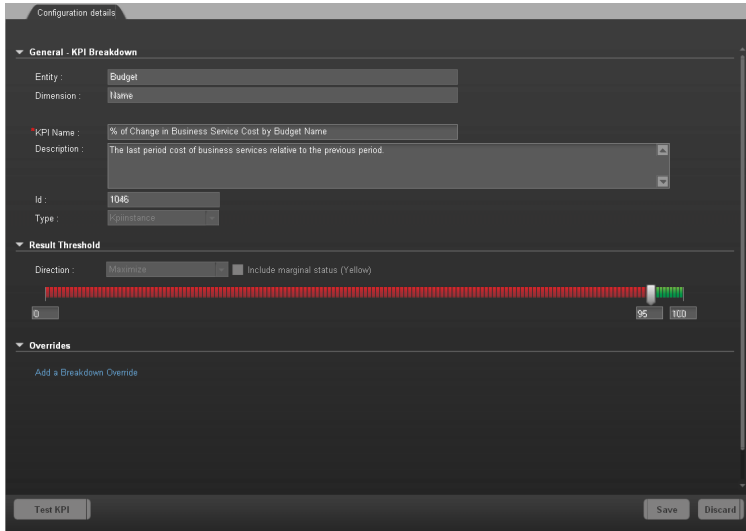 Configuration details
General - KPI Breakdown
Entity : Budget
Dimension : Name
*KPI Name : % of Change in Business Service Cost by Budget Name
Description : The last period cost of business services relative to the previous period.
Id : 1046
Type : KpiInstance
Result Threshold
Direction : Maximize Include marginal status (Yellow)
0 95 100
Overrides
Add a Breakdown Override
Test KPI Save Discard